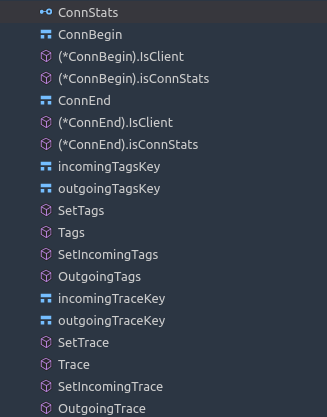 ConnStats
ConnBegin
(*ConnBegin).IsClient
(*ConnBegin).isConnStats
ConnEnd
(*ConnEnd).IsClient
(*ConnEnd).isConnStats
incomingTagsKey
outgoingTagsKey
SetTags
Tags
SetIncomingTags
OutgoingTags
incomingTraceKey
outgoingTraceKey
SetTrace
Trace
SetIncomingTrace
OutgoingTrace